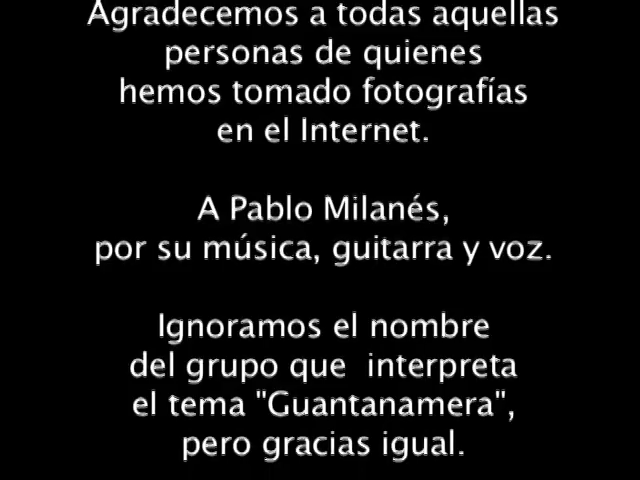 Agradecemos a todas aquellas
personas de quienes
hemos tomado fotografías
en el Internet.
A Pablo Milanés,
por su música, guitarra y voz.
Ignoramos el nombre
del grupo que  interpreta
el tema "Guantanamera",
pero gracias igual.